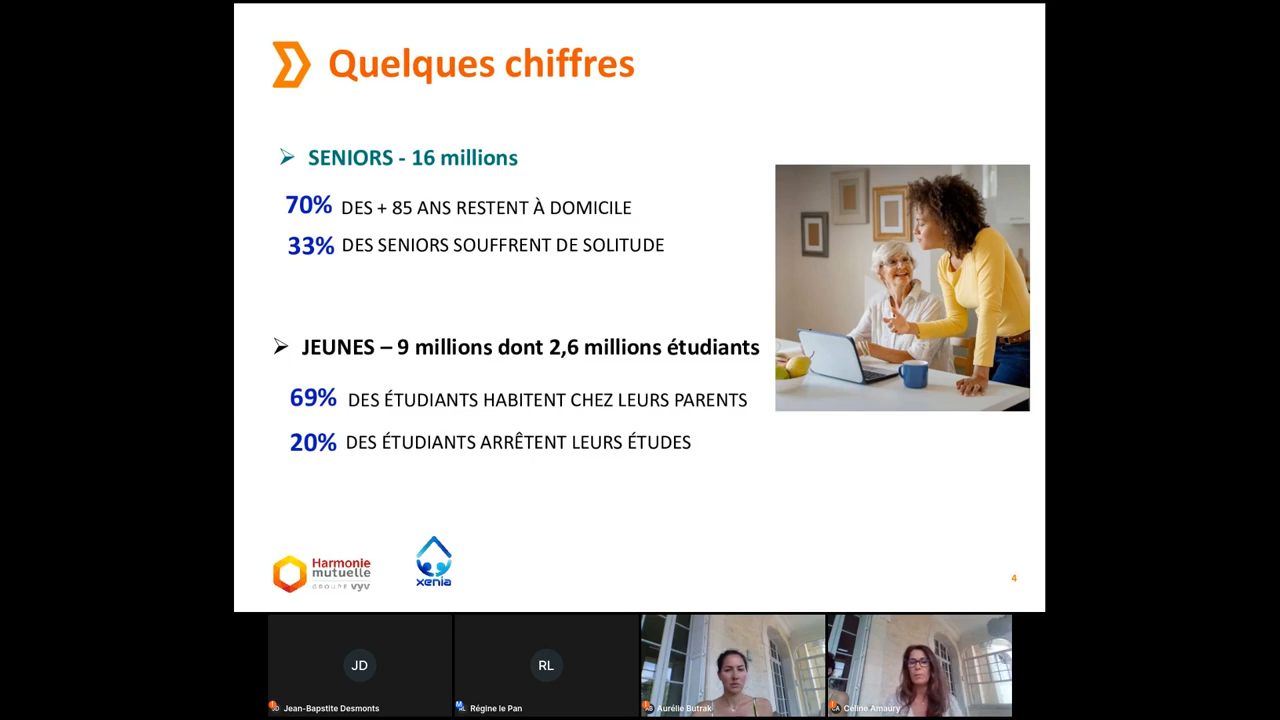 Quelques chiffres
SENIORS - 16 millions
70% DES + 85 ANS RESTENT À DOMICILE
33% DES SENIORS SOUFFRENT DE SOLITUDE
JEUNES – 9 millions dont 2,6 millions étudiants
69% DES ÉTUDIANTS HABITENT CHEZ LEURS PARENTS
20% DES ÉTUDIANTS ARRÊTENT LEURS ÉTUDES
Harmonie
mutuelle
GROUPE vyv
xenia
4
JD
RL
Jean-Bapstite Desmonts
Régine le Pan
Aurélie Butrak
Céline Amaury